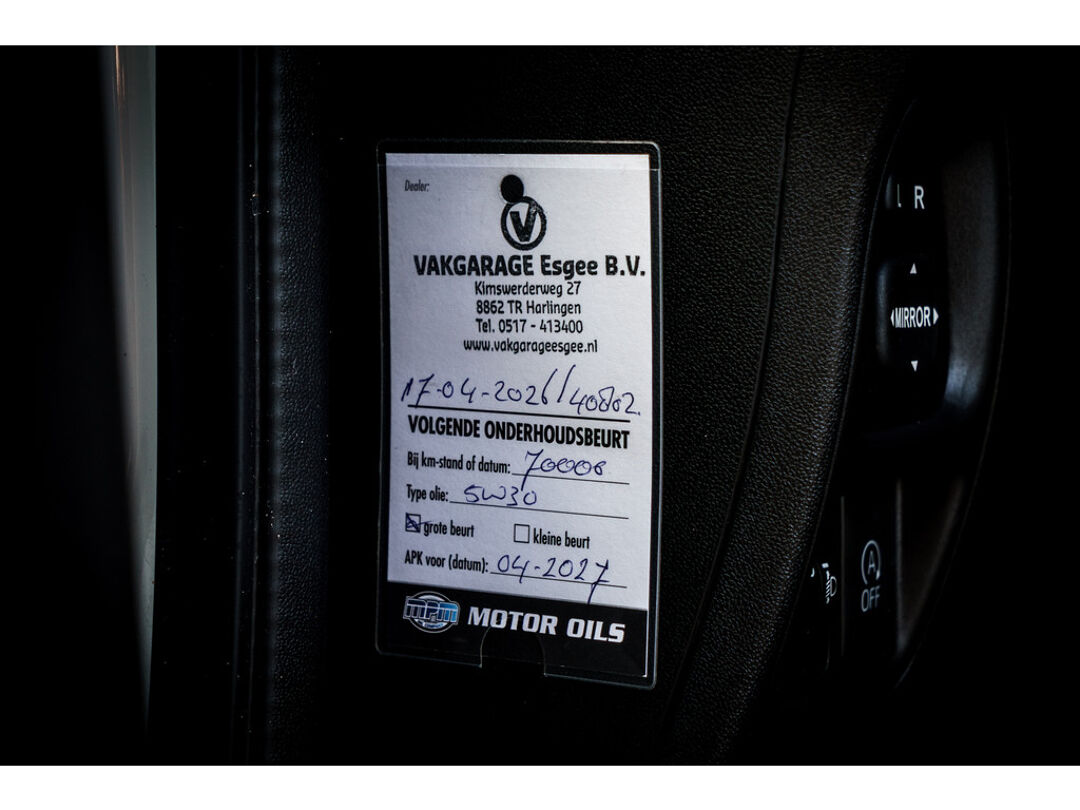 Dealer:
V
VAKGARAGE Esgee B.V.
Kimswerderweg 27
8862 TR Harlingen
Tel. 0517 - 413400
www.vakgarageesgee.nl
17-04-2026 / 40802.
VOLGENDE ONDERHOUDSBEURT
Bij km-stand of datum: 70000
Type olie: 5W30
grote beurt
kleine beurt
APK voor (datum): 04-2027
mpm MOTOR OILS
L R
MIRROR
A
OFF